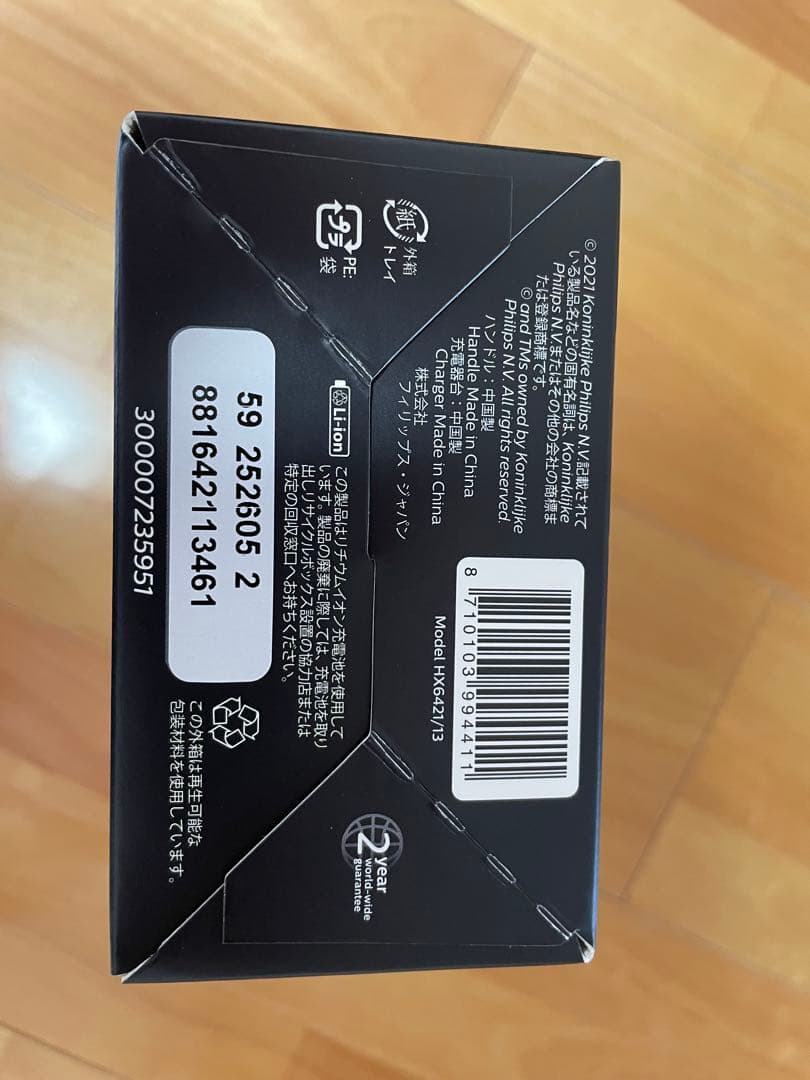 © 2021 Koninklijke Philips N.V.記載されて
いる製品名などの固有名詞は、Koninklijke
Philips N.V.またはその他の会社の商標ま
たは登録商標です。
© and TMs owned by Koninklijke
Philips N.V. All rights reserved.
ハンドル：中国製
Handle Made in China
充電器台：中国製
Charger Made in China
株式会社
フィリップス・ジャパン
紙
外箱
トレイ
プラ
PE:
袋
8 710103 994411
Model HX6421/13
Li-ion
この製品はリチウムイオン充電池を使用して
います。製品の廃棄に際しては、充電池を取り
出しリサイクルボックス設置の協力店または
特定の回収窓口へお持ちください。
59 252605 2
881642113461
300007235951
この外箱は再生可能な
包装材料を使用しています。
2 year
world-wide
guarantee